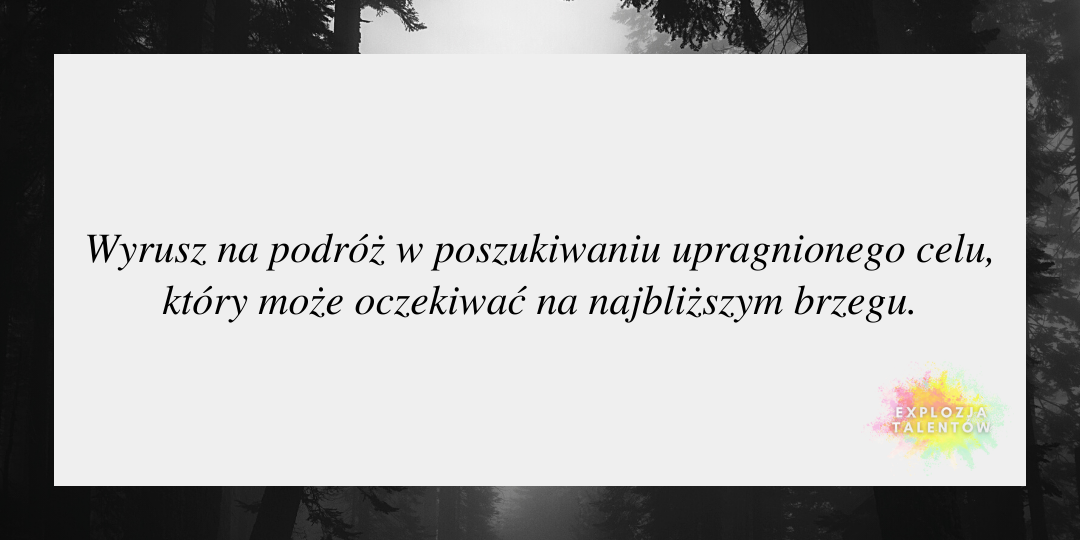 Wyrusz na podróż w poszukiwaniu upragnionego celu,
który może oczekiwać na najbliższym brzegu.
EXPLOZJA
TALENTÓW